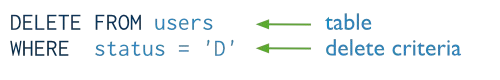 DELETE FROM users table
WHERE status = 'D' delete criteria